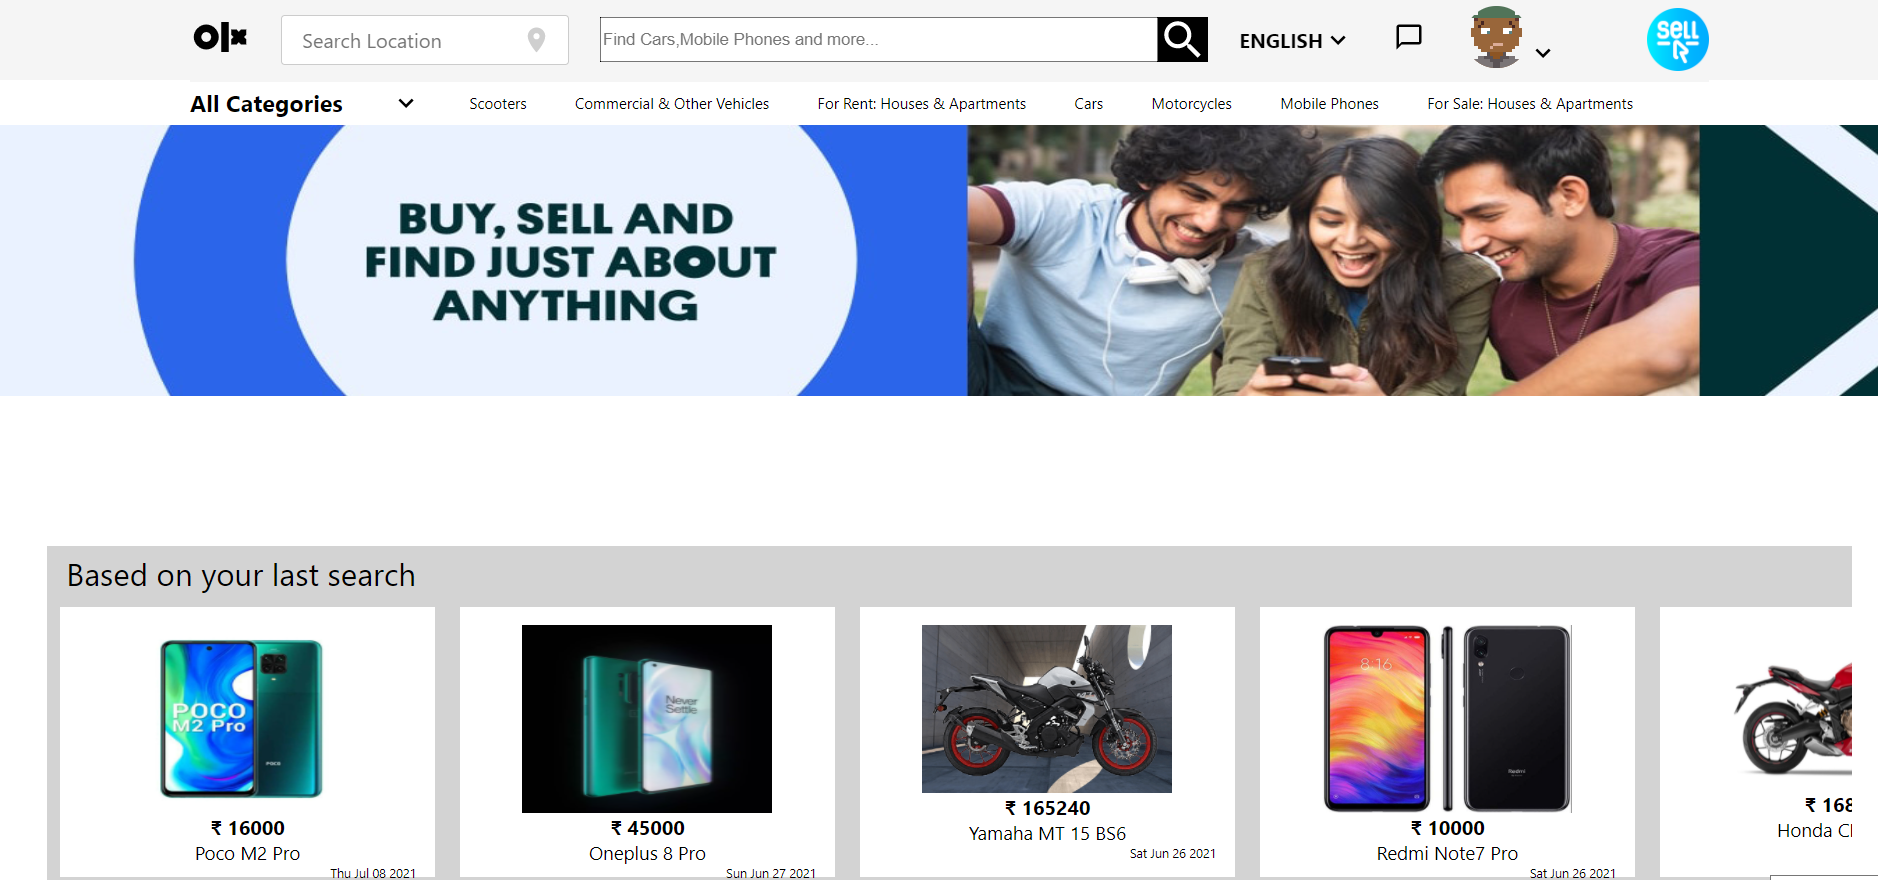 olx
Search Location
Find Cars,Mobile Phones and more...
ENGLISH
SELL
All Categories
Scooters
Commercial & Other Vehicles
For Rent: Houses & Apartments
Cars
Motorcycles
Mobile Phones
For Sale: Houses & Apartments
BUY, SELL AND
FIND JUST ABOUT
ANYTHING
Based on your last search
POCO
M2 Pro
POCO
₹ 16000
Poco M2 Pro
Thu Jul 08 2021
Never
Settle
₹ 45000
Oneplus 8 Pro
Sun Jun 27 2021
₹ 165240
Yamaha MT 15 BS6
Sat Jun 26 2021
8:16
Redmi
₹ 10000
Redmi Note7 Pro
Sat Jun 26 2021
₹ 168
Honda